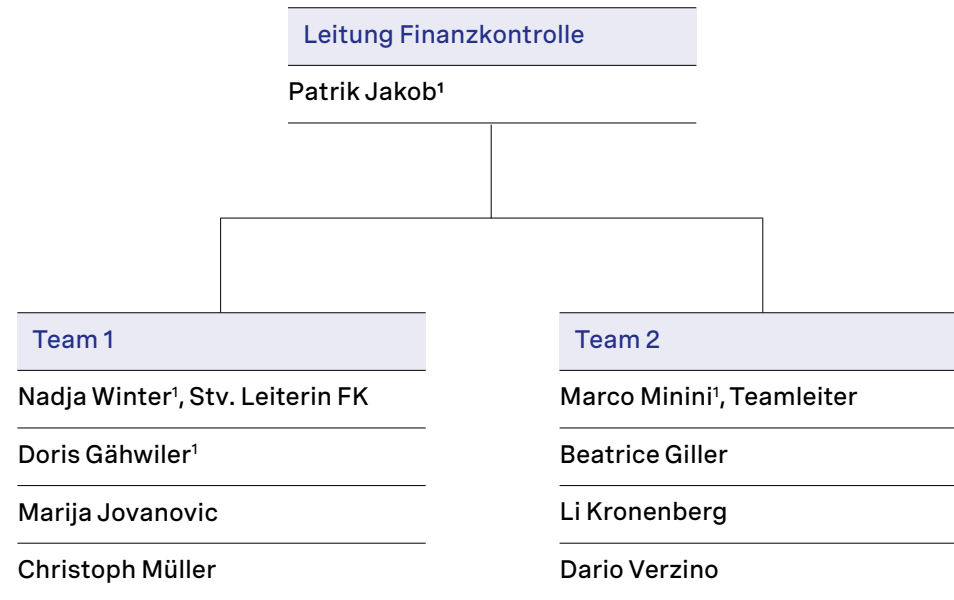 Leitung Finanzkontrolle
Patrik Jakob¹
Team 1
Nadja Winter¹, Stv. Leiterin FK
Doris Gähwiler¹
Marija Jovanovic
Christoph Müller
Team 2
Marco Minini¹, Teamleiter
Beatrice Giller
Li Kronenberg
Dario Verzino